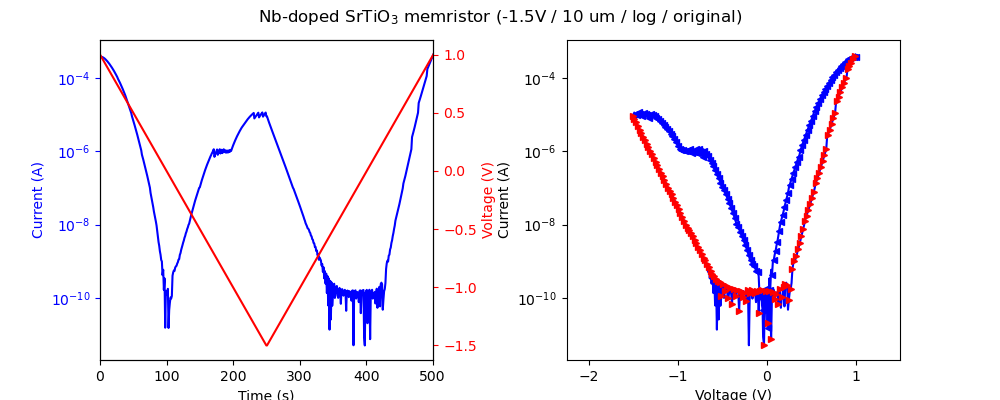 Nb-doped SrTiO₃ memristor (-1.5V / 10 um / log / original)
Current (A)
10⁻⁴
10⁻⁶
10⁻⁸
10⁻¹⁰
0 100 200 300 400 500
Time (s)
1.0
0.5
0.0
−0.5
−1.0
−1.5
Voltage (V)
Current (A)
10⁻⁴
10⁻⁶
10⁻⁸
10⁻¹⁰
−2 −1 0 1
Voltage (V)